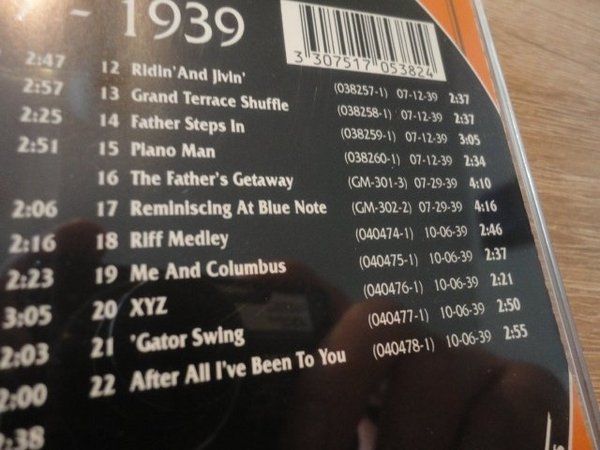 - 1939
3 307517 053824
2:47 12 Ridin' And Jivin' (038257-1) 07-12-39 2:37
2:57 13 Grand Terrace Shuffle (038258-1) 07-12-39 2:37
2:25 14 Father Steps In (038259-1) 07-12-39 3:05
2:51 15 Piano Man (038260-1) 07-12-39 2:34
16 The Father's Getaway (GM-301-3) 07-29-39 4:10
2:06 17 Reminiscing At Blue Note (GM-302-2) 07-29-39 4:16
2:16 18 Riff Medley (040474-1) 10-06-39 2:46
2:23 19 Me And Columbus (040475-1) 10-06-39 2:37
3:05 20 XYZ (040476-1) 10-06-39 2:21
2:03 21 'Gator Swing (040477-1) 10-06-39 2:50
2:00 22 After All I've Been To You (040478-1) 10-06-39 2:55
:38